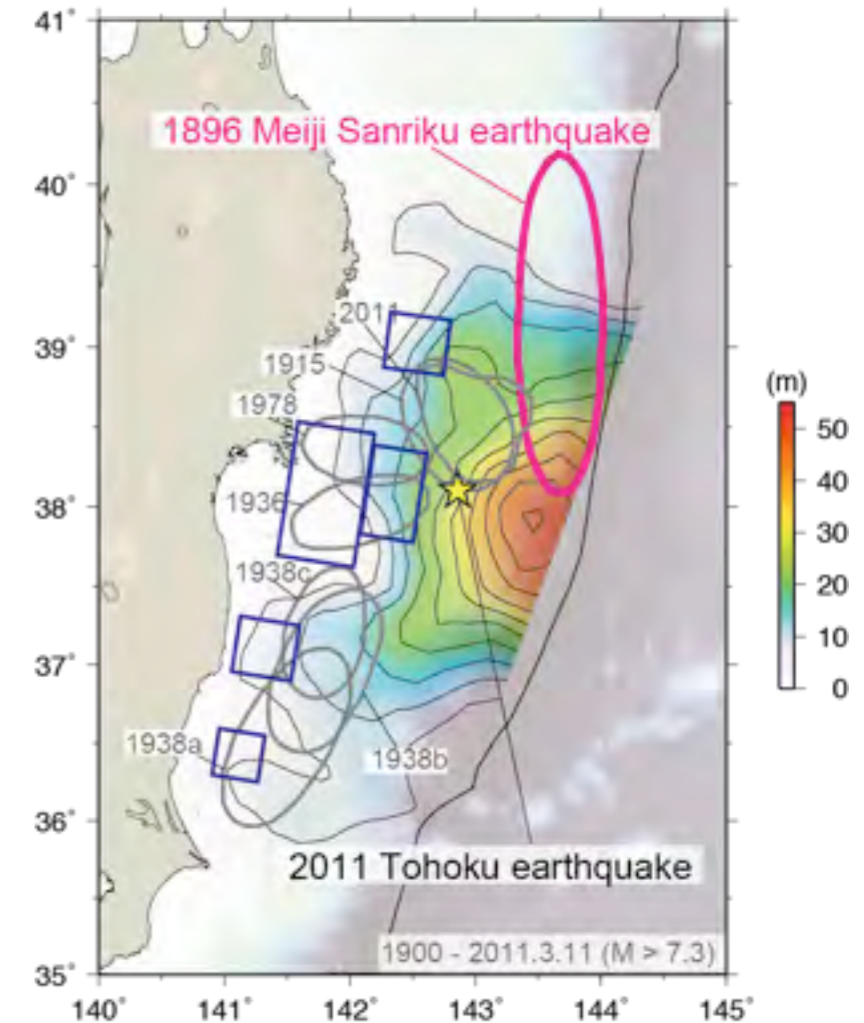 41°
1896 Meiji Sanriku earthquake
40°
2011
39°
1915
(m)
1978
50
40
38°
1936
30
1938c
20
10
37°
0
1938a
1938b
36°
2011 Tohoku earthquake
1900 - 2011.3.11 (M > 7.3)
35°
140° 141° 142° 143° 144° 145°